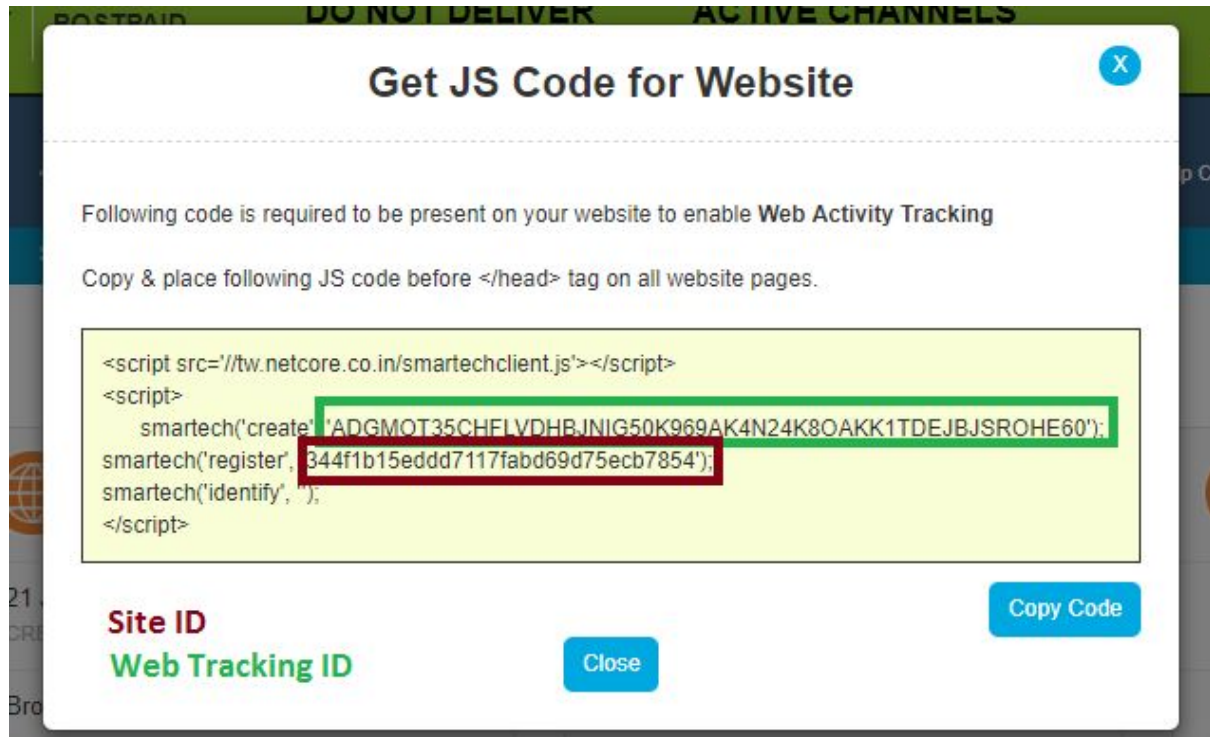 POSTPAID DO NOT DELIVER ACTIVE CHANNELS
Get JS Code for Website
X
Following code is required to be present on your website to enable Web Activity Tracking
Copy & place following JS code before </head> tag on all website pages.
<script src='//tw.netcore.co.in/smartechclient.js'></script>
<script>
smartech('create', 'ADGMOT35CHFLVDHBJNIG50K969AK4N24K8OAKK1TDEJBJSROHE60');
smartech('register', '344f1b15eddd7117fabd69d75ecb7854');
smartech('identify', '');
</script>
21
Copy Code
Site ID
Web Tracking ID
Close